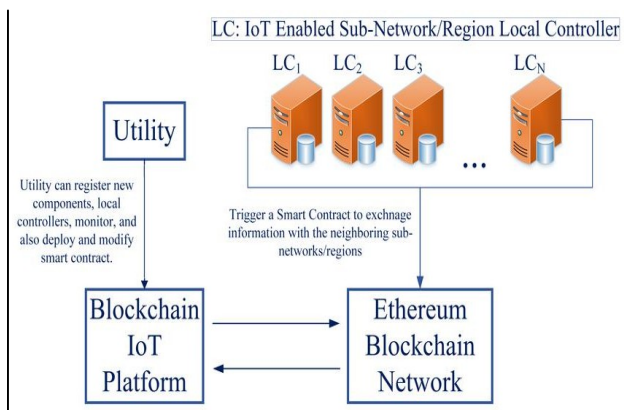 LC: IoT Enabled Sub-Network/Region Local Controller
LC1 LC2 LC3 LCN
...
Utility
Utility can register new
components, local
controllers, monitor, and
also deploy and modify
smart contract.
Trigger a Smart Contract to exchnage
information with the neighboring sub-
networks/regions
Blockchain
IoT
Platform
Ethereum
Blockchain
Network